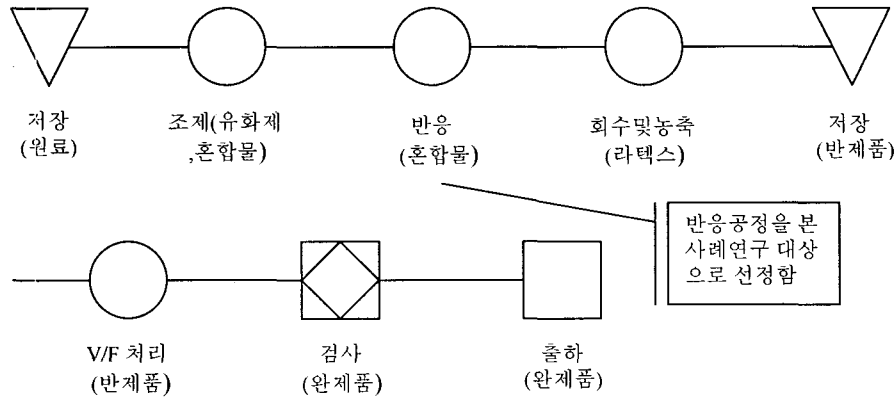 저장
(원료)
조제(유화제
,혼합물)
반응
(혼합물)
회수및농축
(라텍스)
저장
(반제품)
반응공정을 본
사례연구 대상
으로 선정함
V/F 처리
(반제품)
검사
(완제품)
출하
(완제품)